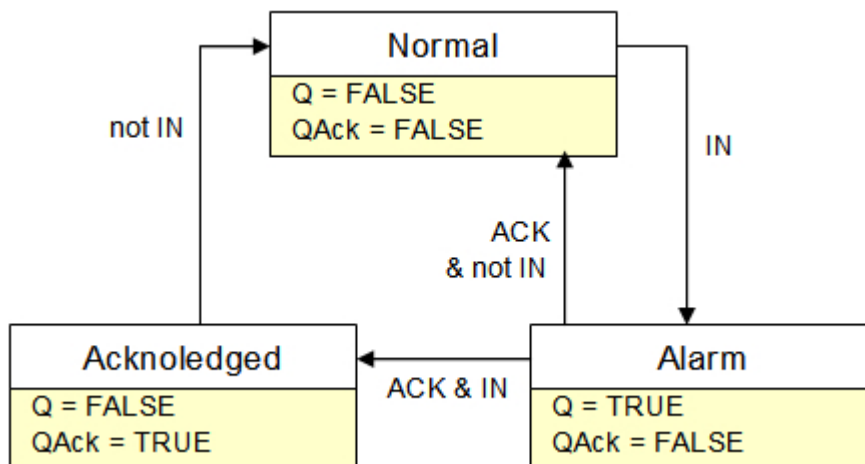 Normal
Q = FALSE
QAck = FALSE
not IN
IN
ACK
& not IN
Acknoledged
Q = FALSE
QAck = TRUE
ACK & IN
Alarm
Q = TRUE
QAck = FALSE